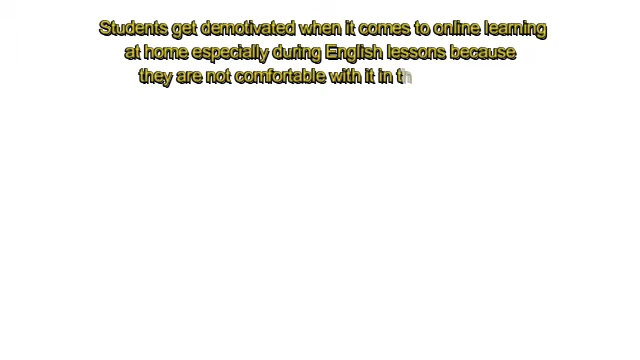 Students get demotivated when it comes to online learning
at home especially during English lessons because
they are not comfortable with it in th